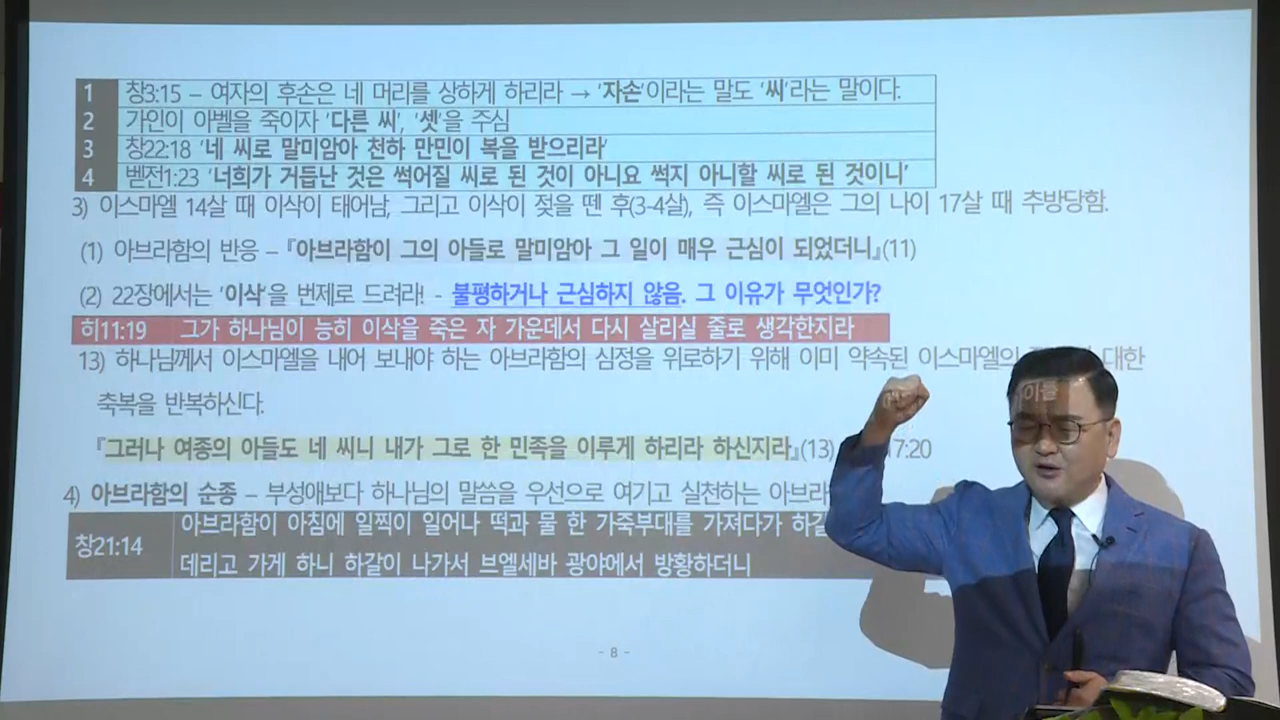 1 창3:15 – 여자의 후손은 네 머리를 상하게 하리라 → '자손'이라는 말도 '씨'라는 말이다.
2 가인이 아벨을 죽이자 '다른 씨', '셋'을 주심
3 창22:18 '네 씨로 말미암아 천하 만민이 복을 받으리라'
4 벧전1:23 '너희가 거듭난 것은 썩어질 씨로 된 것이 아니요 썩지 아니할 씨로 된 것이니'
3) 이스마엘 14살 때 이삭이 태어남, 그리고 이삭이 젖을 뗀 후(3-4살), 즉 이스마엘은 그의 나이 17살 때 추방당함.
(1) 아브라함의 반응 – 『아브라함이 그의 아들로 말미암아 그 일이 매우 근심이 되었더니』(11)
(2) 22장에서는 '이삭'을 번제로 드려라! - 불평하거나 근심하지 않음. 그 이유가 무엇인가?
히11:19 그가 하나님이 능히 이삭을 죽은 자 가운데서 다시 살리실 줄로 생각한지라
13) 하나님께서 이스마엘을 내어 보내야 하는 아브라함의 심정을 위로하기 위해 이미 약속된 이스마엘의 대한
축복을 반복하신다.
『그러나 여종의 아들도 네 씨니 내가 그로 한 민족을 이루게 하리라 하신지라』(13) 17:20
4) 아브라함의 순종 – 부성애보다 하나님의 말씀을 우선으로 여기고 실천하는 아브라
창21:14 아브라함이 아침에 일찍이 일어나 떡과 물 한 가죽부대를 가져다가 하갈
데리고 가게 하니 하갈이 나가서 브엘세바 광야에서 방황하더니
- 8 -